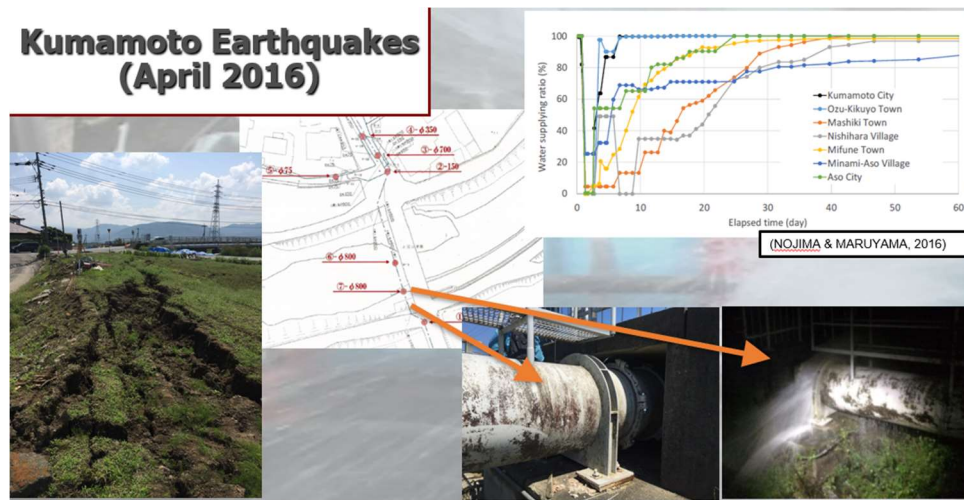 Kumamoto Earthquakes
(April 2016)
④-φ350
③-φ700
②-150
⑤-φ75
⑥-φ800
⑦-φ800
①
Water supplying ratio (%)
100
80
60
40
20
0
0 10 20 30 40 50 60
Elapsed time (day)
Kumamoto City
Ozu-Kikuyo Town
Mashiki Town
Nishihara Village
Mifune Town
Minami-Aso Village
Aso City
(NOJIMA & MARUYAMA, 2016)